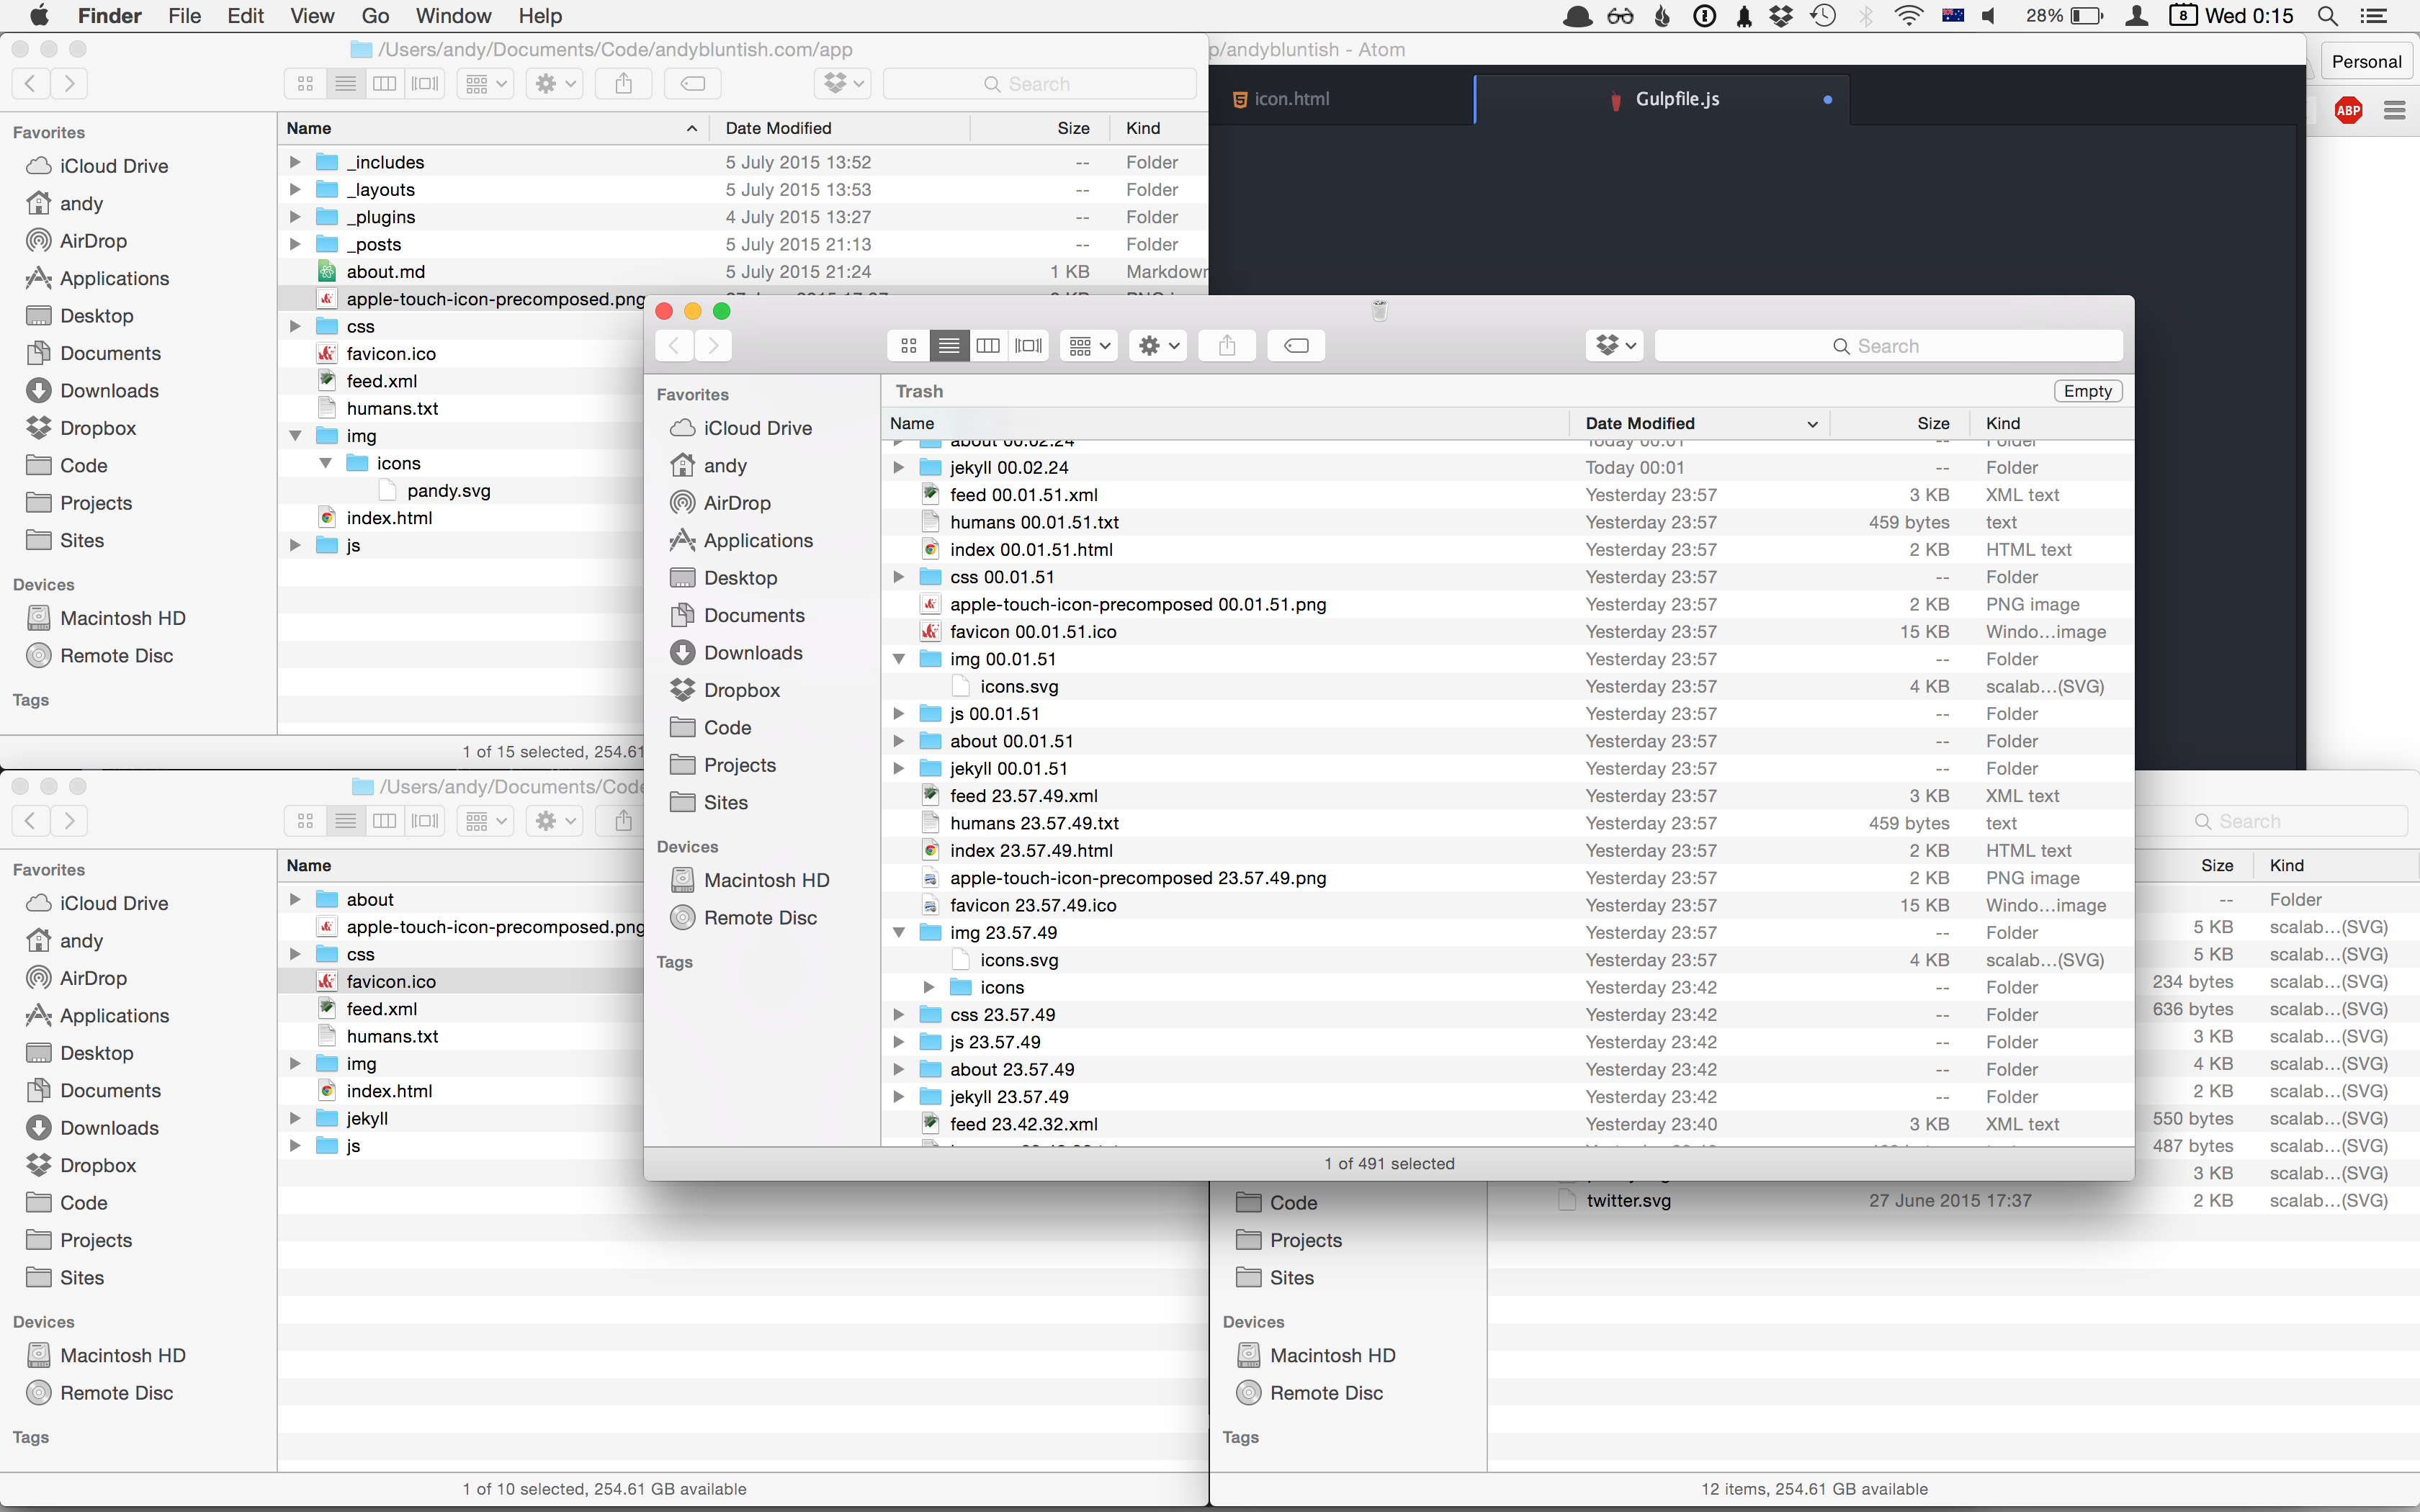 Finder File Edit View Go Window Help 28% 8 Wed 0:15
/Users/andy/Documents/Code/andybluntish.com/app
Search
Favorites
iCloud Drive
andy
AirDrop
Applications
Desktop
Documents
Downloads
Dropbox
Code
Projects
Sites
Devices
Macintosh HD
Remote Disc
Tags
Name Date Modified Size Kind
_includes 5 July 2015 13:52 -- Folder
_layouts 5 July 2015 13:53 -- Folder
_plugins 4 July 2015 13:27 -- Folder
_posts 5 July 2015 21:13 -- Folder
about.md 5 July 2015 21:24 1 KB Markdown
apple-touch-icon-precomposed.png
css
favicon.ico
feed.xml
humans.txt
img
icons
pandy.svg
index.html
js
1 of 15 selected, 254.61
p/andybluntish - Atom
icon.html
Gulpfile.js
Personal
ABP
Search
Favorites
iCloud Drive
andy
AirDrop
Applications
Desktop
Documents
Downloads
Dropbox
Code
Projects
Sites
Devices
Macintosh HD
Remote Disc
Tags
Trash Empty
Name Date Modified Size Kind
about 00.02.24 Today 00:01 -- Folder
jekyll 00.02.24 Today 00:01 -- Folder
feed 00.01.51.xml Yesterday 23:57 3 KB XML text
humans 00.01.51.txt Yesterday 23:57 459 bytes text
index 00.01.51.html Yesterday 23:57 2 KB HTML text
css 00.01.51 Yesterday 23:57 -- Folder
apple-touch-icon-precomposed 00.01.51.png Yesterday 23:57 2 KB PNG image
favicon 00.01.51.ico Yesterday 23:57 15 KB Windo...image
img 00.01.51 Yesterday 23:57 -- Folder
icons.svg Yesterday 23:57 4 KB scalab...(SVG)
js 00.01.51 Yesterday 23:57 -- Folder
about 00.01.51 Yesterday 23:57 -- Folder
jekyll 00.01.51 Yesterday 23:57 -- Folder
feed 23.57.49.xml Yesterday 23:57 3 KB XML text
humans 23.57.49.txt Yesterday 23:57 459 bytes text
index 23.57.49.html Yesterday 23:57 2 KB HTML text
apple-touch-icon-precomposed 23.57.49.png Yesterday 23:57 2 KB PNG image
favicon 23.57.49.ico Yesterday 23:57 15 KB Windo...image
img 23.57.49 Yesterday 23:57 -- Folder
icons.svg Yesterday 23:57 4 KB scalab...(SVG)
icons Yesterday 23:42 -- Folder
css 23.57.49 Yesterday 23:42 -- Folder
js 23.57.49 Yesterday 23:42 -- Folder
about 23.57.49 Yesterday 23:42 -- Folder
jekyll 23.57.49 Yesterday 23:42 -- Folder
feed 23.42.32.xml Yesterday 23:40 3 KB XML text
1 of 491 selected
/Users/andy/Documents/Code
Favorites
iCloud Drive
andy
AirDrop
Applications
Desktop
Documents
Downloads
Dropbox
Code
Projects
Sites
Devices
Macintosh HD
Remote Disc
Tags
Name
about
apple-touch-icon-precomposed.png
css
favicon.ico
feed.xml
humans.txt
img
index.html
jekyll
js
1 of 10 selected, 254.61 GB available
Search
Size Kind
-- Folder
5 KB scalab...(SVG)
5 KB scalab...(SVG)
234 bytes scalab...(SVG)
636 bytes scalab...(SVG)
3 KB scalab...(SVG)
4 KB scalab...(SVG)
2 KB scalab...(SVG)
550 bytes scalab...(SVG)
487 bytes scalab...(SVG)
3 KB scalab...(SVG)
twitter.svg 27 June 2015 17:37 2 KB scalab...(SVG)
Code
Projects
Sites
Devices
Macintosh HD
Remote Disc
Tags
12 items, 254.61 GB available